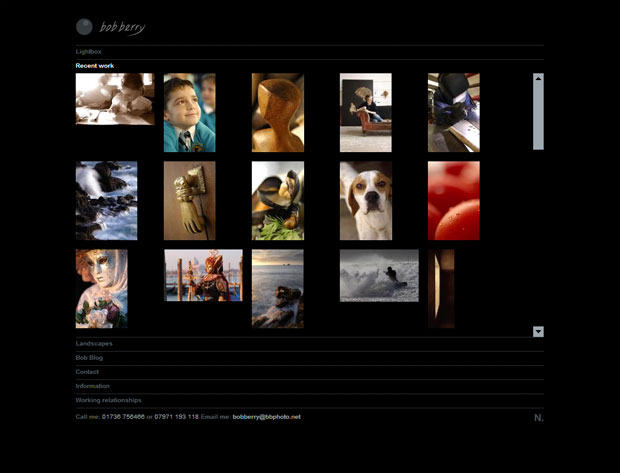 bob berry
Lightbox
Recent work
Landscapes
Bob Blog
Contact
Information
Working relationships
Call me: 01736 756466 or 07971 193 118 Email me: bobberry@bbphoto.net
N.